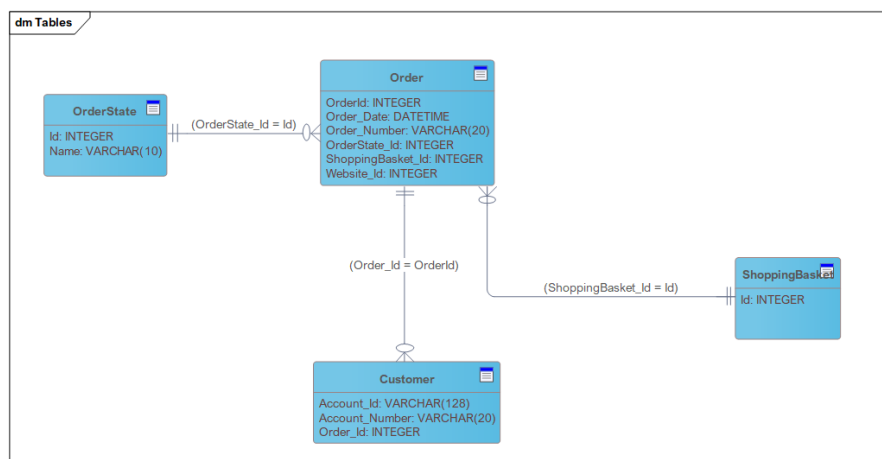 dm Tables
Order
OrderId: INTEGER
Order_Date: DATETIME
Order_Number: VARCHAR(20)
OrderState_Id: INTEGER
ShoppingBasket_Id: INTEGER
Website_Id: INTEGER
OrderState
Id: INTEGER
Name: VARCHAR(10)
(OrderState_Id = Id)
(Order_Id = OrderId)
(ShoppingBasket_Id = Id)
ShoppingBasket
Id: INTEGER
Customer
Account_Id: VARCHAR(128)
Account_Number: VARCHAR(20)
Order_Id: INTEGER